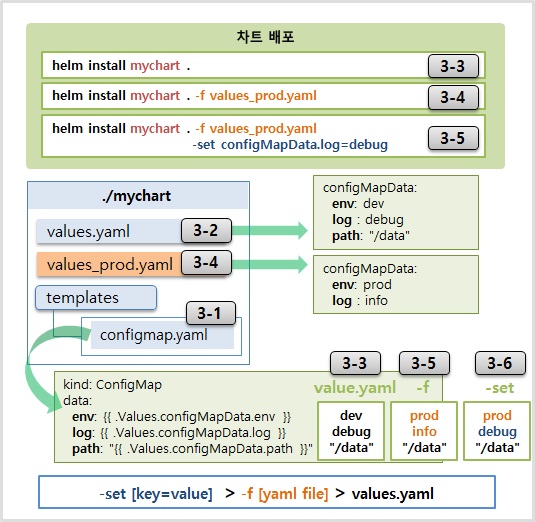 차트 배포
helm install mychart .
3-3
helm install mychart . -f values_prod.yaml
3-4
helm install mychart . -f values_prod.yaml
-set configMapData.log=debug
3-5
./mychart
values.yaml
3-2
values_prod.yaml
3-4
templates
3-1
configmap.yaml
configMapData:
env: dev
log : debug
path: "/data"
configMapData:
env: prod
log : info
kind: ConfigMap
data:
env: {{ .Values.configMapData.env }}
log: {{ .Values.configMapData.log }}
path: "{{ .Values.configMapData.path }}"
3-3
value.yaml
dev
debug
"/data"
3-5
-f
prod
info
"/data"
3-6
-set
prod
debug
"/data"
-set [key=value] > -f [yaml file] > values.yaml